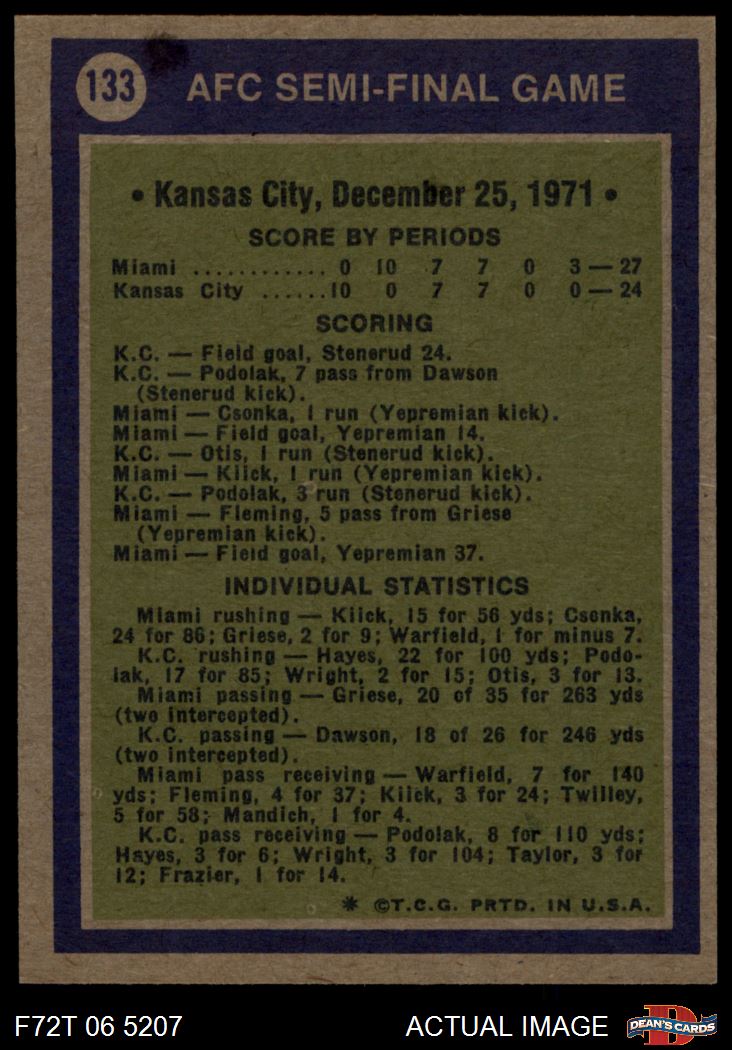 133 AFC SEMI-FINAL GAME
• Kansas City, December 25, 1971 •
SCORE BY PERIODS
Miami ............ 0 10 7 7 0 3 — 27
Kansas City ......10 0 7 7 0 0 — 24
SCORING
K.C. — Field goal, Stenerud 24.
K.C. — Podolak, 7 pass from Dawson
(Stenerud kick).
Miami — Csonka, 1 run (Yepremian kick).
Miami — Field goal, Yepremian 14.
K.C. — Otis, 1 run (Stenerud kick).
Miami — Kiick, 1 run (Yepremian kick).
K.C. — Podolak, 3 run (Stenerud kick).
Miami — Fleming, 5 pass from Griese
(Yepremian kick).
Miami — Field goal, Yepremian 37.
INDIVIDUAL STATISTICS
Miami rushing — Kiick, 15 for 56 yds; Csonka,
24 for 86; Griese, 2 for 9; Warfield, 1 for minus 7.
K.C. rushing — Hayes, 22 for 100 yds; Podo-
lak, 17 for 85; Wright, 2 for 15; Otis, 3 for 13.
Miami passing — Griese, 20 of 35 for 263 yds
(two intercepted).
K.C. passing — Dawson, 18 of 26 for 246 yds
(two intercepted).
Miami pass receiving — Warfield, 7 for 140
yds; Fleming, 4 for 37; Kiick, 3 for 24; Twilley,
5 for 58; Mandich, 1 for 4.
K.C. pass receiving — Podolak, 8 for 110 yds;
Hayes, 3 for 6; Wright, 3 for 104; Taylor, 3 for
12; Frazier, 1 for 14.
* ©T.C.G. PRTD. IN U.S.A.
F72T 06 5207 ACTUAL IMAGE D DEAN'S CARDS